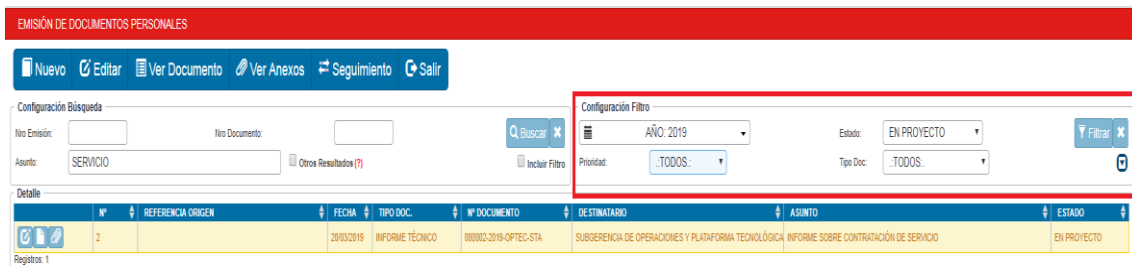 EMISIÓN DE DOCUMENTOS PERSONALES
Nuevo Editar Ver Documento Ver Anexos Seguimiento Salir
Configuración Búsqueda
Nro Emisión: Nro Documento: Buscar
Asunto: SERVICIO Otros Resultados (?) Incluir Filtro
Configuración Filtro
AÑO: 2019 Estado: EN PROYECTO Filtrar
Prioridad: .:TODOS:. Tipo Doc: .:TODOS:.
Detalle
Nº REFERENCIA ORIGEN FECHA TIPO DOC. Nº DOCUMENTO DESTINATARIO ASUNTO ESTADO
2 20/03/2019 INFORME TÉCNICO 000002-2019-OPTEC-STA SUBGERENCIA DE OPERACIONES Y PLATAFORMA TECNOLÓGICA INFORME SOBRE CONTRATACIÓN DE SERVICIO EN PROYECTO
Registros: 1